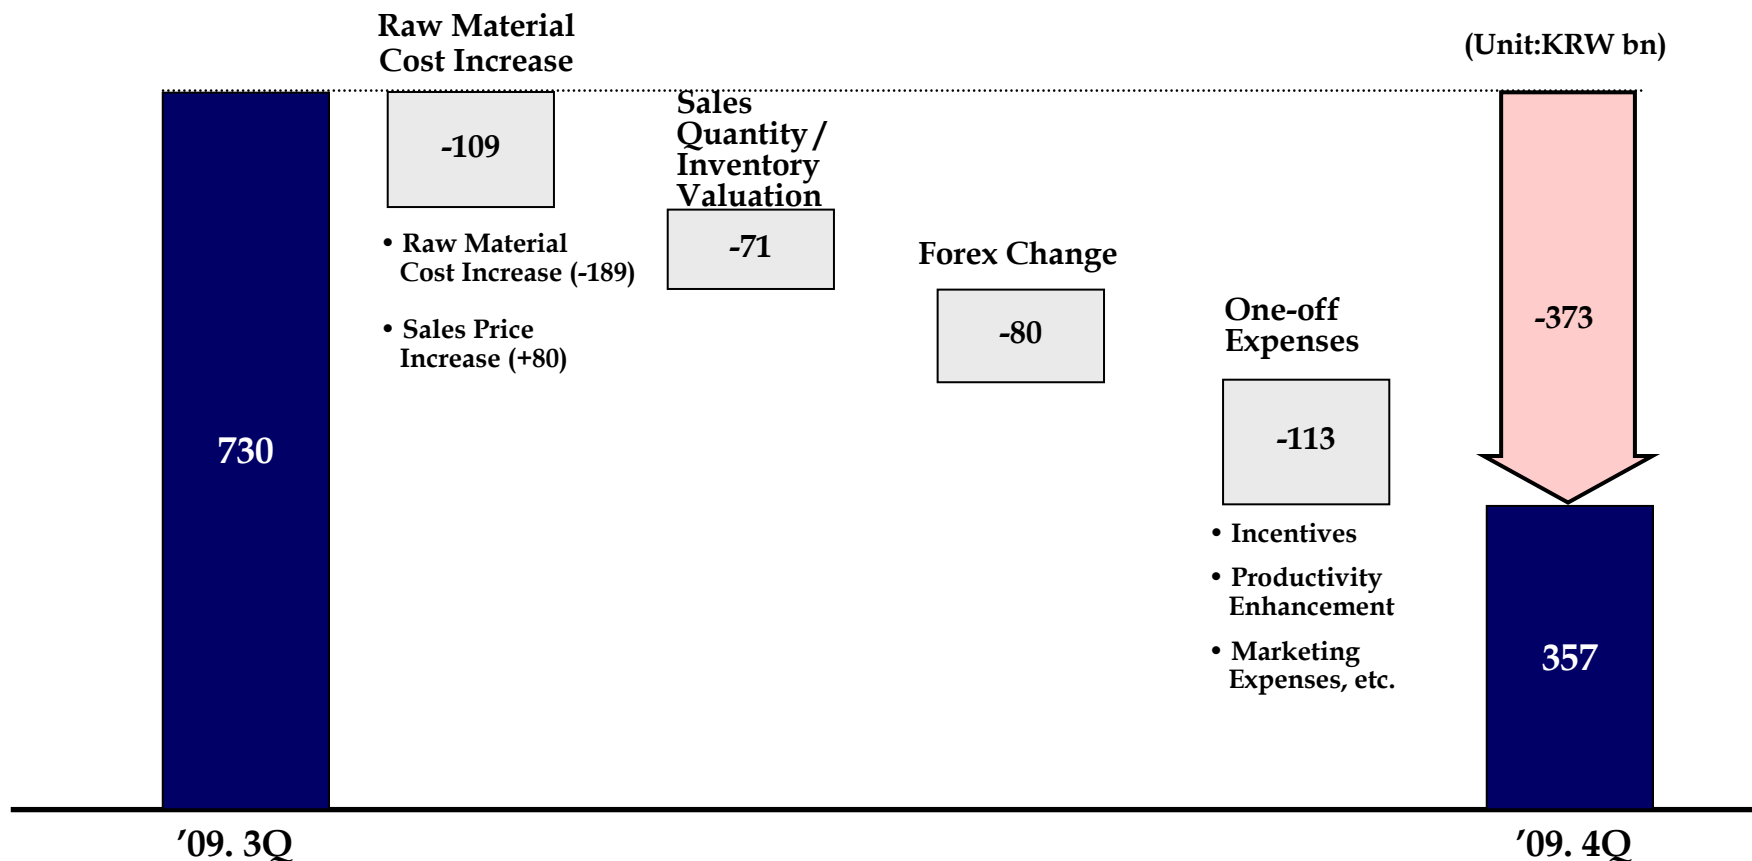 Raw Material
Cost Increase
(Unit:KRW bn)
-109
Sales
Quantity /
Inventory
Valuation
-71
• Raw Material
Cost Increase (-189)
• Sales Price
Increase (+80)
Forex Change
-80
One-off
Expenses
-113
• Incentives
• Productivity
Enhancement
• Marketing
Expenses, etc.
-373
730
357
’09. 3Q
’09. 4Q